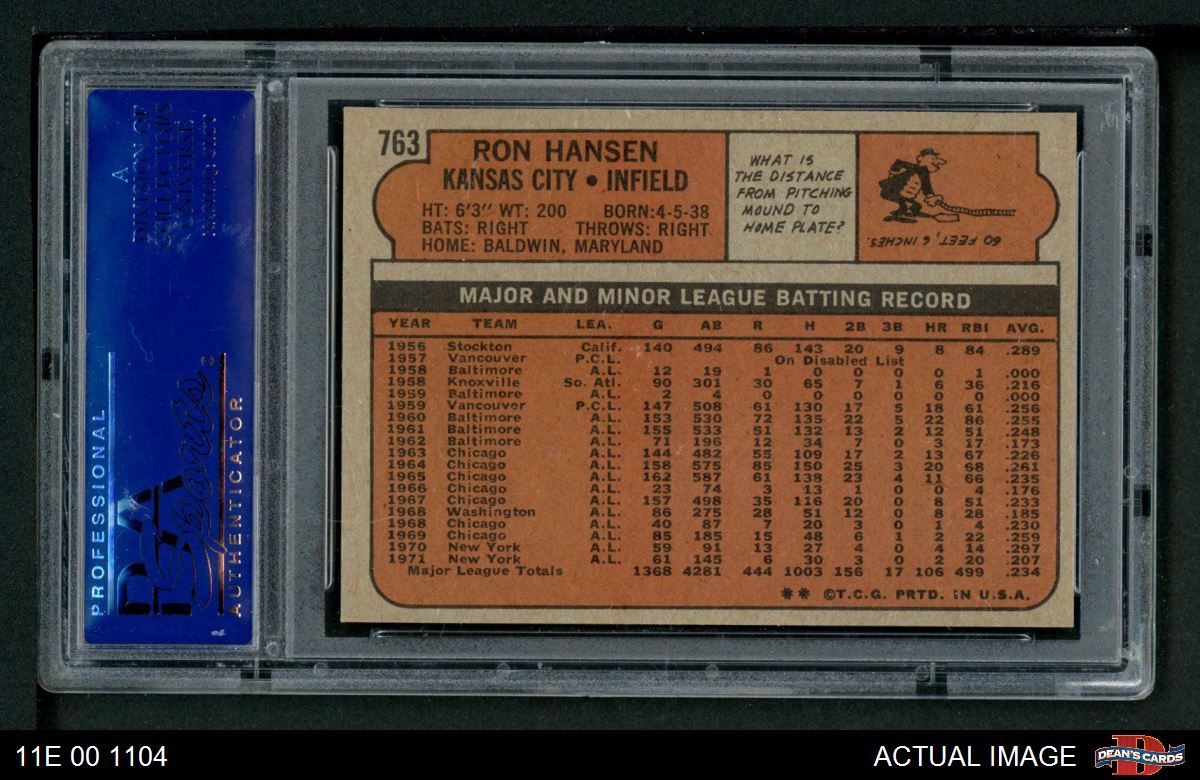 A
DIVISION OF
COLLECTORS
UNIVERSE
NASDAQ: CLCT
PROFESSIONAL
PSA
Sports
AUTHENTICATOR
763
RON HANSEN
KANSAS CITY • INFIELD
HT: 6'3" WT: 200 BORN:4-5-38
BATS: RIGHT THROWS: RIGHT
HOME: BALDWIN, MARYLAND
WHAT IS
THE DISTANCE
FROM PITCHING
MOUND TO
HOME PLATE?
60 FEET, 6 INCHES.
MAJOR AND MINOR LEAGUE BATTING RECORD
YEAR TEAM LEA. G AB R H 2B 3B HR RBI AVG.
1956 Stockton Calif. 140 494 86 143 20 9 8 84 .289
1957 Vancouver P.C.L. On Disabled List
1958 Baltimore A.L. 12 19 1 0 0 0 0 1 .000
1958 Knoxville So. Atl. 90 301 30 65 7 1 6 36 .216
1959 Baltimore A.L. 2 4 0 0 0 0 0 0 .000
1959 Vancouver P.C.L. 147 508 61 130 17 5 18 61 .256
1960 Baltimore A.L. 153 530 72 135 22 5 22 86 .255
1961 Baltimore A.L. 155 533 51 132 13 2 12 51 .248
1962 Baltimore A.L. 71 196 12 34 7 0 3 17 .173
1963 Chicago A.L. 144 482 55 109 17 2 13 67 .226
1964 Chicago A.L. 158 575 85 150 25 3 20 68 .261
1965 Chicago A.L. 162 587 61 138 23 4 11 66 .235
1966 Chicago A.L. 23 74 3 13 1 0 0 4 .176
1967 Chicago A.L. 157 498 35 116 20 0 8 51 .233
1968 Washington A.L. 86 275 28 51 12 0 8 28 .185
1968 Chicago A.L. 40 87 7 20 3 0 1 4 .230
1969 Chicago A.L. 85 185 15 48 6 1 2 22 .259
1970 New York A.L. 59 91 13 27 4 0 4 14 .297
1971 New York A.L. 61 145 6 30 3 0 2 20 .207
Major League Totals 1368 4281 444 1003 156 17 106 499 .234
** ©T.C.G. PRTD. IN U.S.A.
11E 00 1104
ACTUAL IMAGE
DEAN'S CARDS